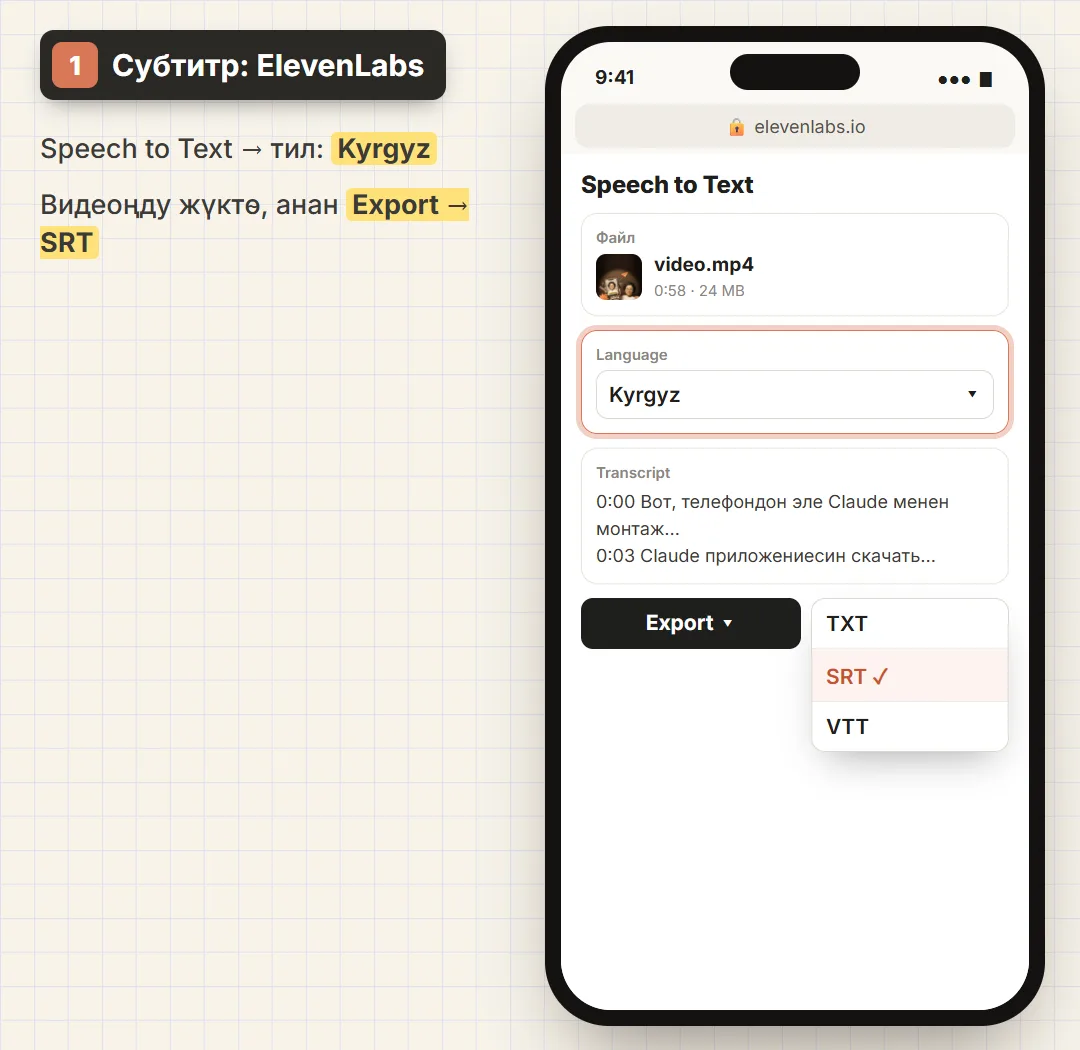 1 Субтитр: ElevenLabs
Speech to Text → тил: Kyrgyz
Видеоңду жүктө, анан Export →
SRT
9:41
elevenlabs.io
Speech to Text
Файл
video.mp4
0:58 · 24 MB
Language
Kyrgyz
Transcript
0:00 Вот, телефондон эле Claude менен
монтаж...
0:03 Claude приложениесин скачать...
Export
TXT
SRT ✓
VTT